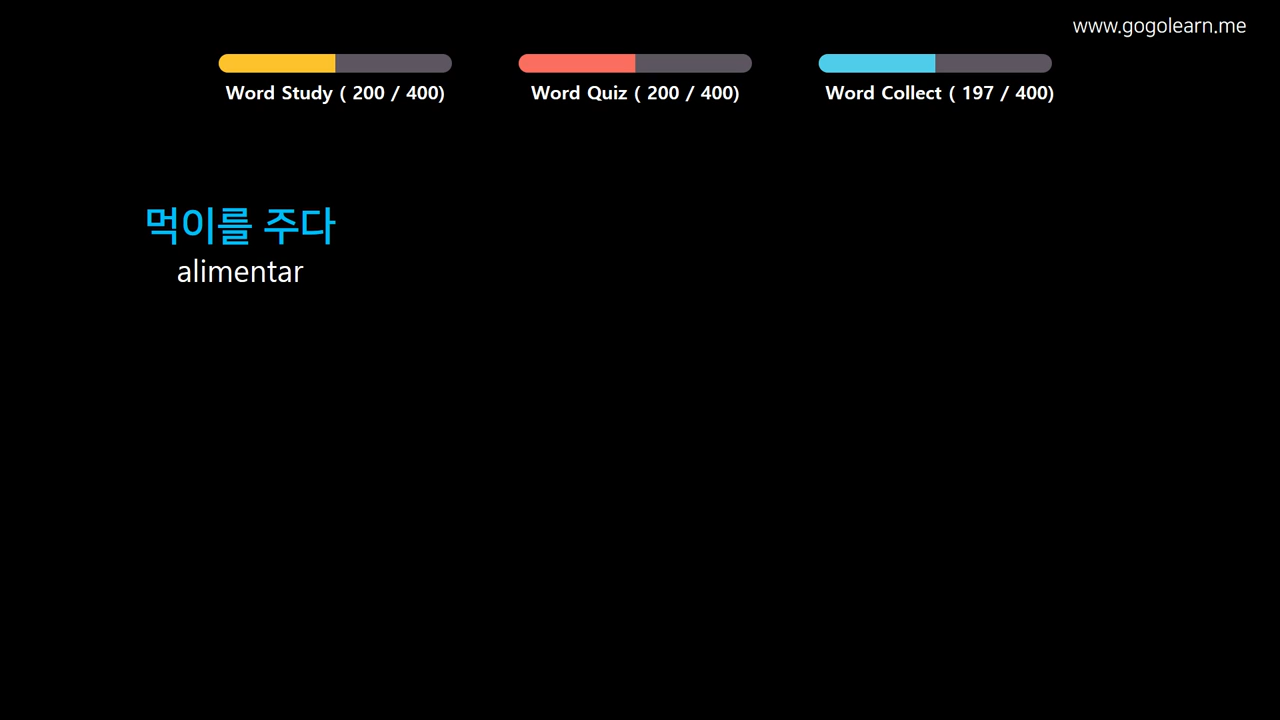 www.gogolearn.me
Word Study ( 200 / 400)
Word Quiz ( 200 / 400)
Word Collect ( 197 / 400)
먹이를 주다
alimentar